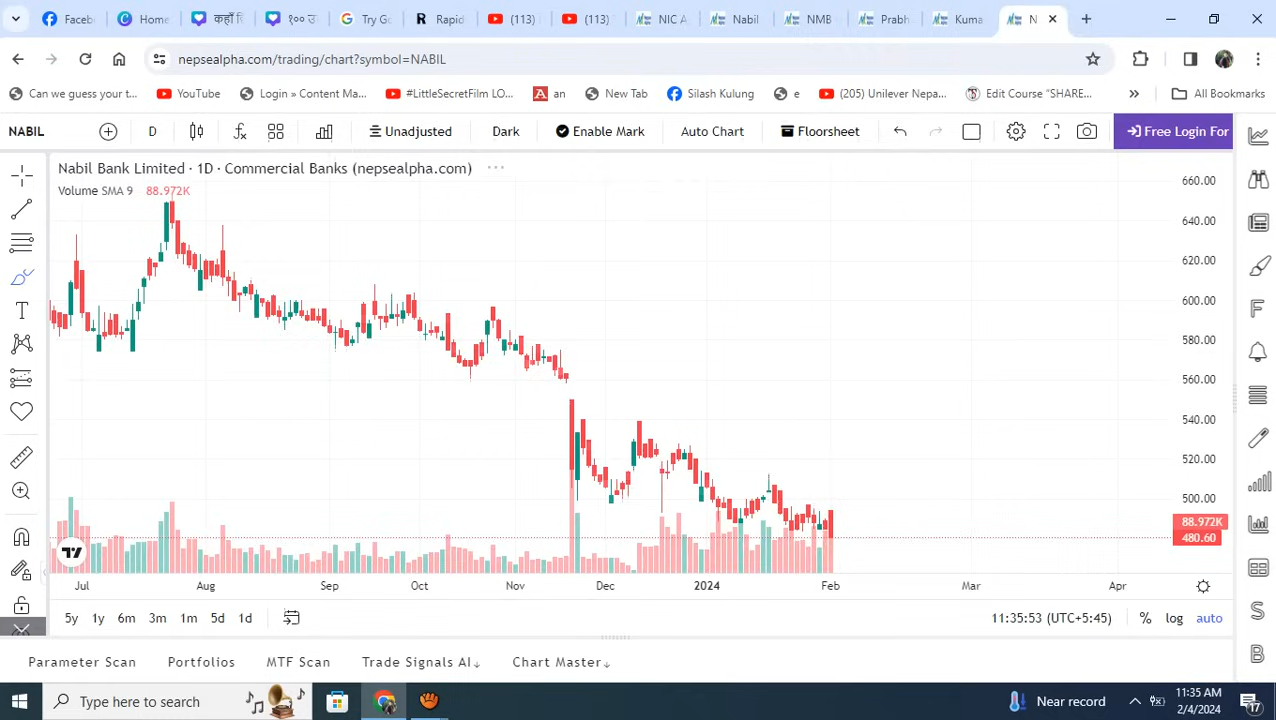 Faceb
Home
कहाँ f
१०० उ
Try Go
Rapid
(113)
(113)
NIC A
Nabil
NMB
Prabh
Kuma
N
nepsealpha.com/trading/chart?symbol=NABIL
Can we guess your t...
YouTube
Login » Content Ma...
#LittleSecretFilm LO...
an
New Tab
Silash Kulung
e
(205) Unilever Nepa...
Edit Course "SHARE...
»
All Bookmarks
NABIL
D
Unadjusted
Dark
Enable Mark
Auto Chart
Floorsheet
Free Login For
Nabil Bank Limited · 1D · Commercial Banks (nepsealpha.com) ...
Volume SMA 9 88.972K
660.00
640.00
620.00
600.00
580.00
560.00
540.00
520.00
500.00
88.972K
480.60
Jul Aug Sep Oct Nov Dec 2024 Feb Mar Apr
5y 1y 6m 3m 1m 5d 1d
11:35:53 (UTC+5:45) % log auto
Parameter Scan Portfolios MTF Scan Trade Signals AI↓ Chart Master↓
Type here to search
Near record
11:35 AM
2/4/2024
17
T
F
S
B